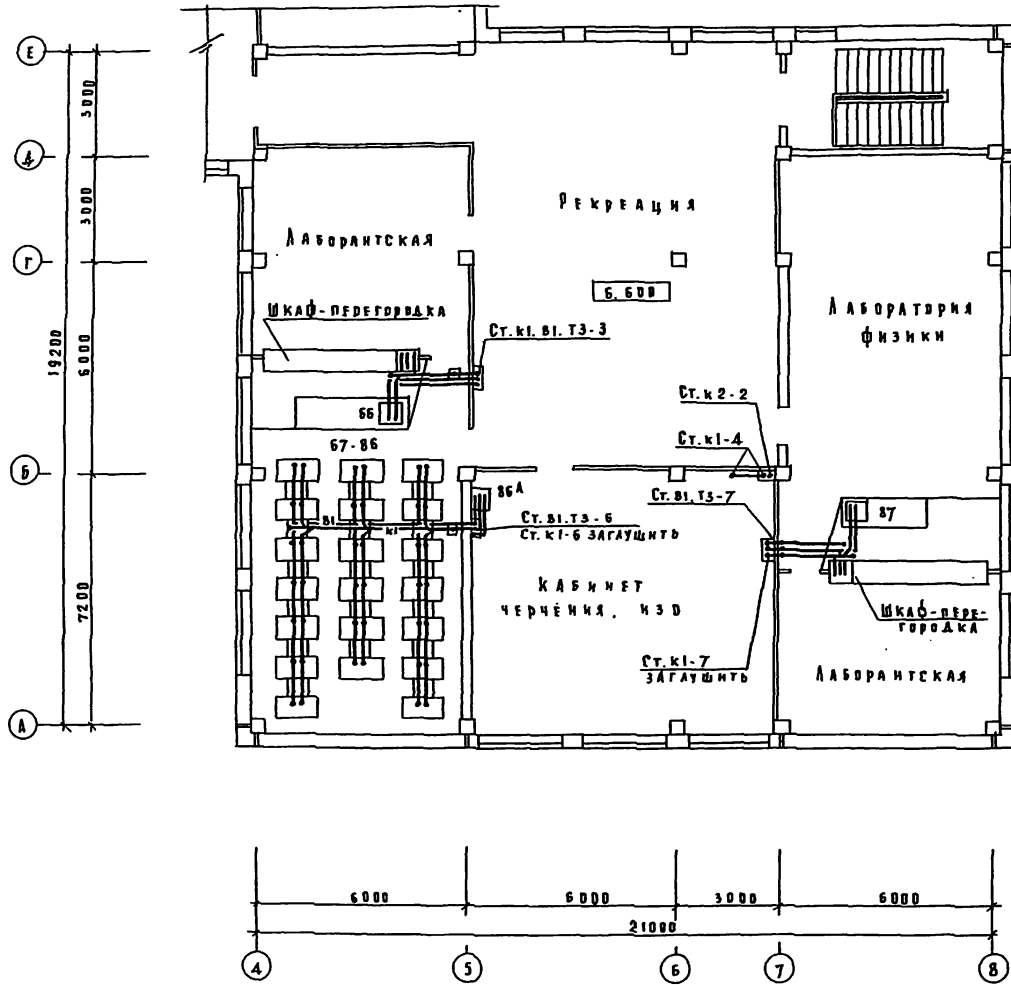 Е
3000
Д
3000
Рекреация
Лаборантская
Г
6.600
Лаборатория
физики
Шкаф-перегородка
Ст. К1. В1. Т3-3
19200
6000
Ст. К2-2
66
Ст. К1-4
67-86
Б
86А
Ст. В1, Т3-7
87
В1
К1
Ст. В1. Т3-6
Ст. К1-6 заглушить
Кабинет
черчения, ИЗО
7200
Шкаф-пере-
городка
Ст. К1-7
заглушить
Лаборантская
А
6000
6000
3000
6000
21000
4
5
6
7
8